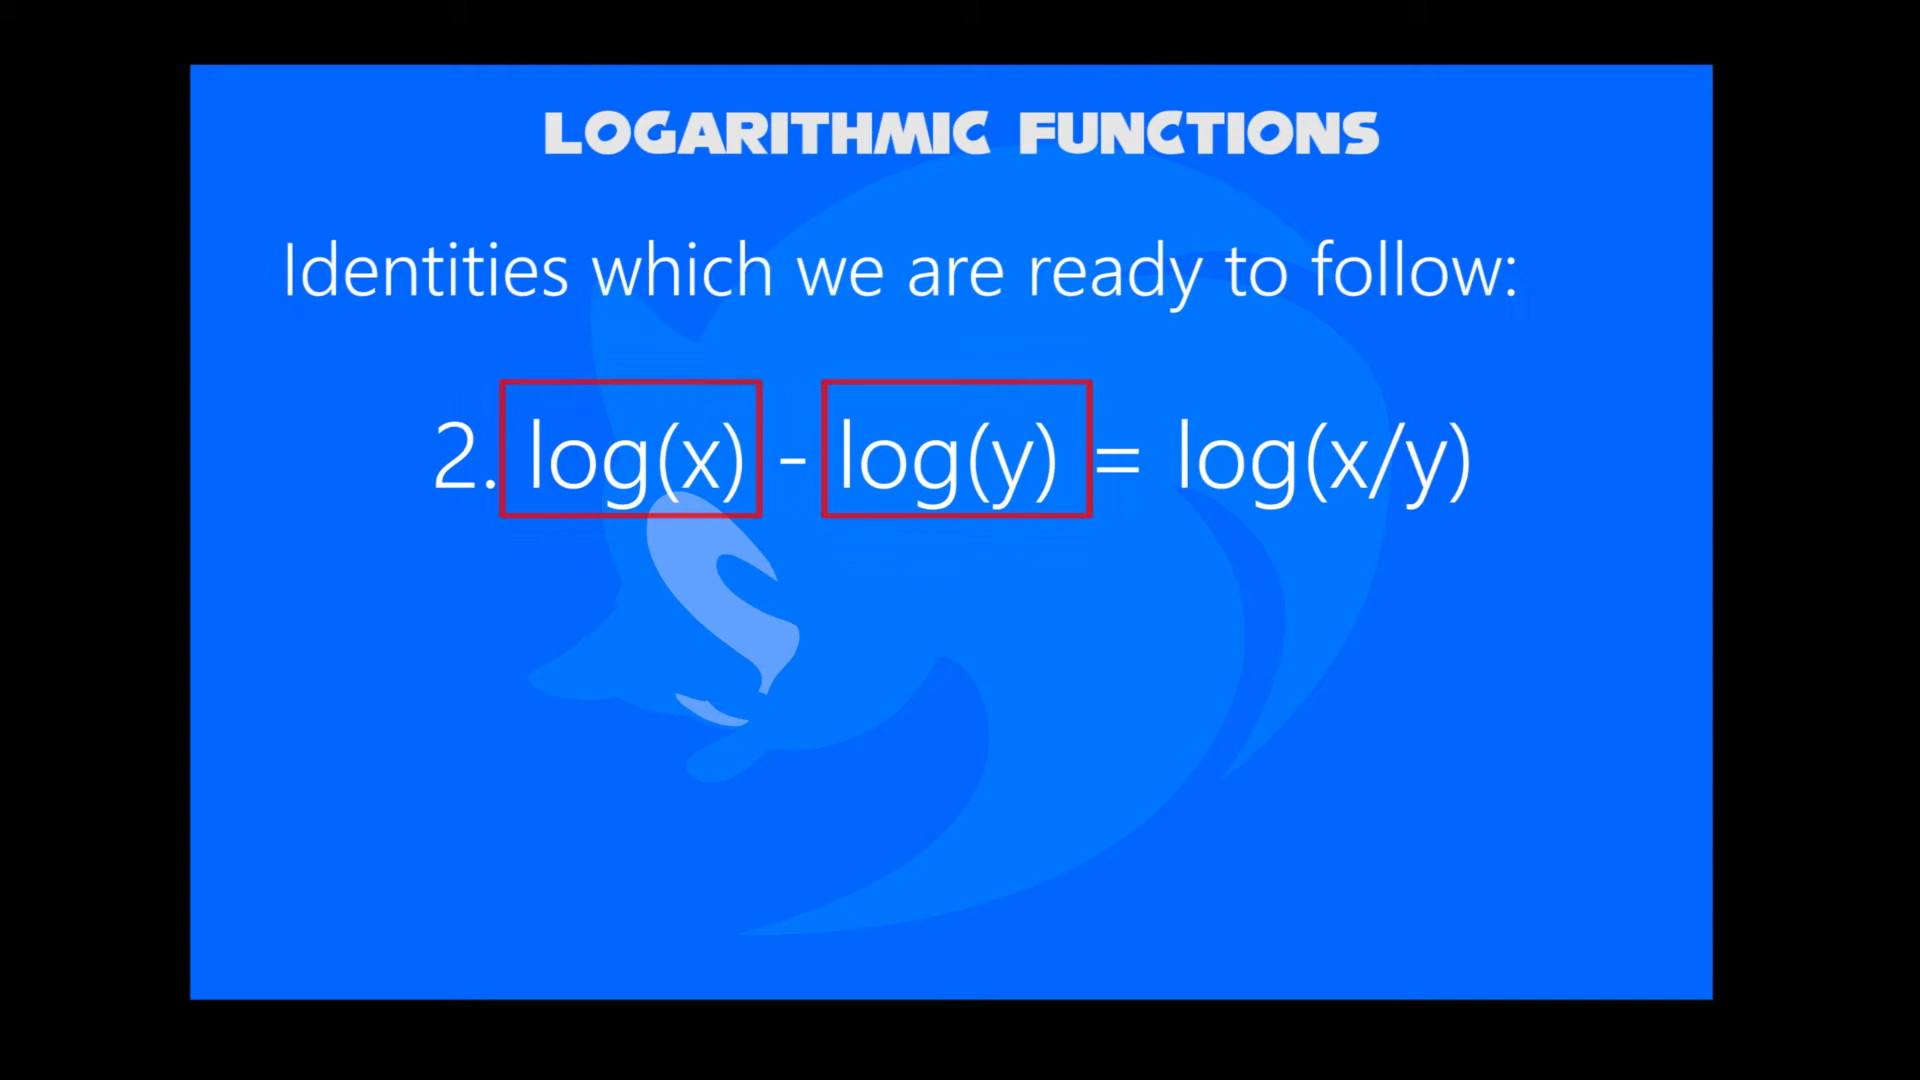 LOGARITHMIC FUNCTIONS
Identities which we are ready to follow:
2. log(x) - log(y) = log(x/y)